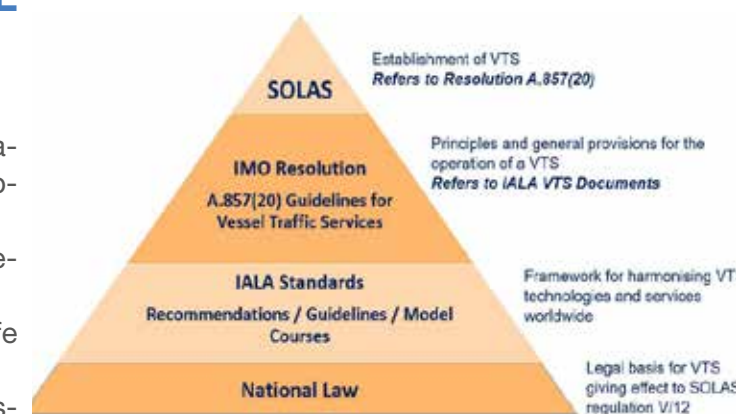 SOLAS
Establishment of VTS
Refers to Resolution A.857(20)
IMO Resolution
A.857(20) Guidelines for
Vessel Traffic Services
Principles and general provisions for the
operation of a VTS
Refers to IALA VTS Documents
IALA Standards
Recommendations / Guidelines / Model
Courses
Framework for harmonising
technologies and services
worldwide
National Law
Legal basis for VTS
giving effect to SOLAS
regulation V/12